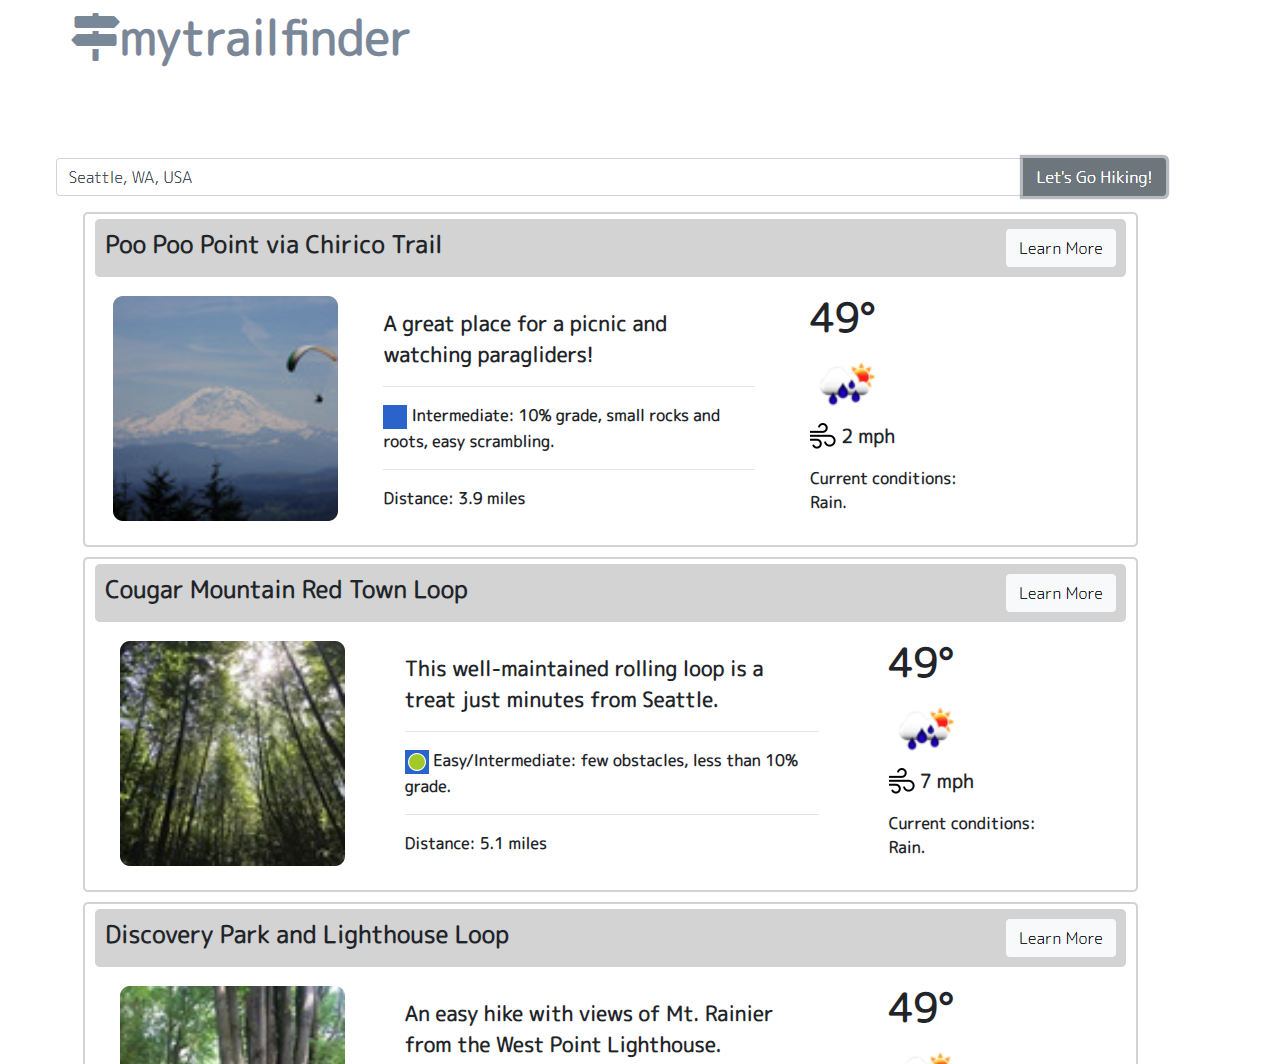 mytrailfinder
Seattle, WA, USA
Let's Go Hiking!
Poo Poo Point via Chirico Trail
Learn More
A great place for a picnic and
watching paragliders!
Intermediate: 10% grade, small rocks and
roots, easy scrambling.
Distance: 3.9 miles
49°
2 mph
Current conditions:
Rain.
Cougar Mountain Red Town Loop
Learn More
This well-maintained rolling loop is a
treat just minutes from Seattle.
Easy/Intermediate: few obstacles, less than 10%
grade.
Distance: 5.1 miles
49°
7 mph
Current conditions:
Rain.
Discovery Park and Lighthouse Loop
Learn More
An easy hike with views of Mt. Rainier
from the West Point Lighthouse.
49°